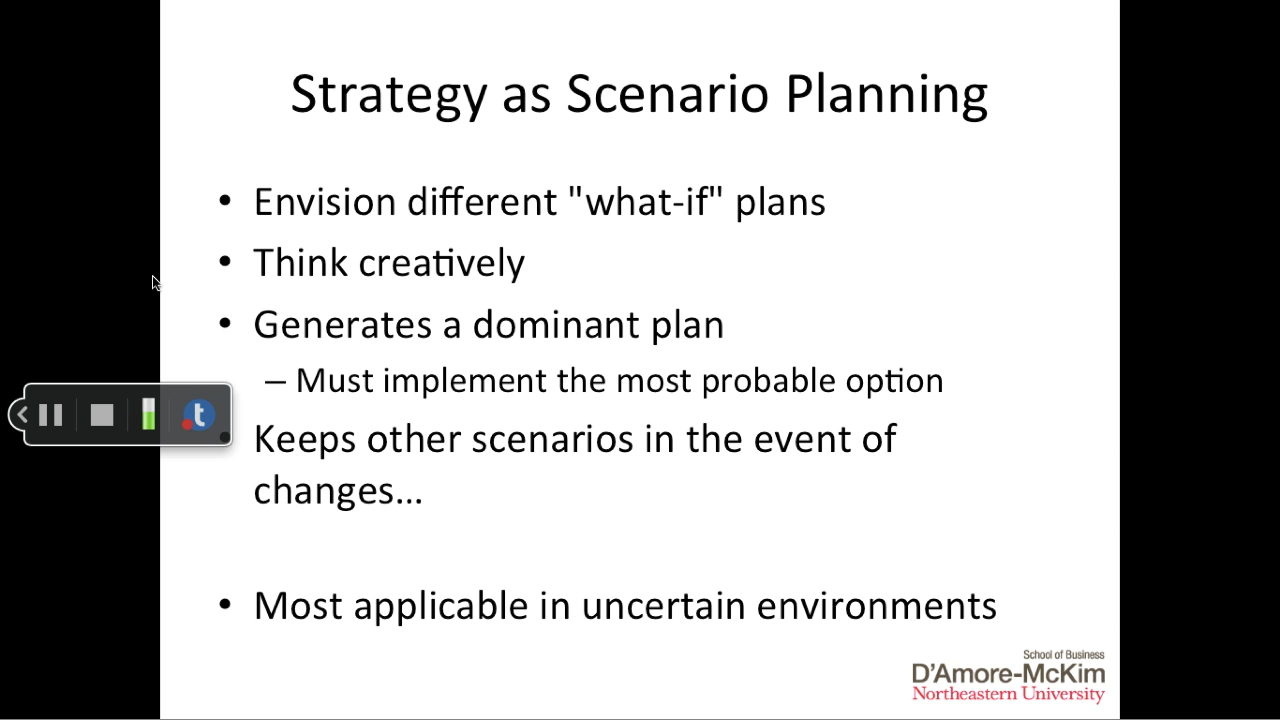 Strategy as Scenario Planning
• Envision different "what-if" plans
• Think creatively
• Generates a dominant plan
– Must implement the most probable option
Keeps other scenarios in the event of
changes...
• Most applicable in uncertain environments
t
School of Business
D'Amore-McKim
Northeastern University